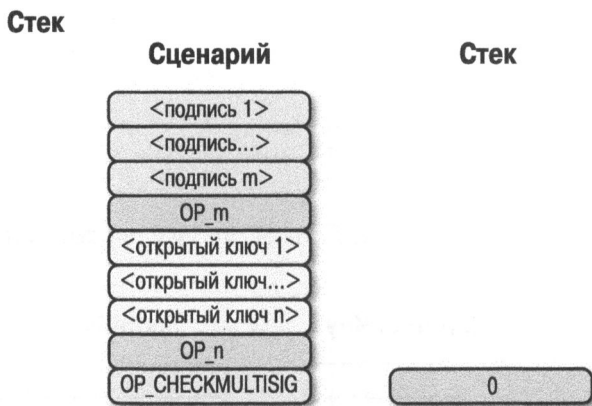 Стек
Сценарий
Стек
<подпись 1>
<подпись...>
<подпись m>
OP_m
<открытый ключ 1>
<открытый ключ...>
<открытый ключ n>
OP_n
OP_CHECKMULTISIG
0